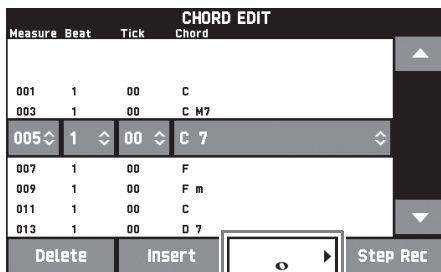 CHORD EDIT
Measure Beat Tick Chord
001 1 00 C
003 1 00 C M7
005 1 00 C 7
007 1 00 F
009 1 00 F m
011 1 00 C
013 1 00 D 7
Delete Insert Step Rec